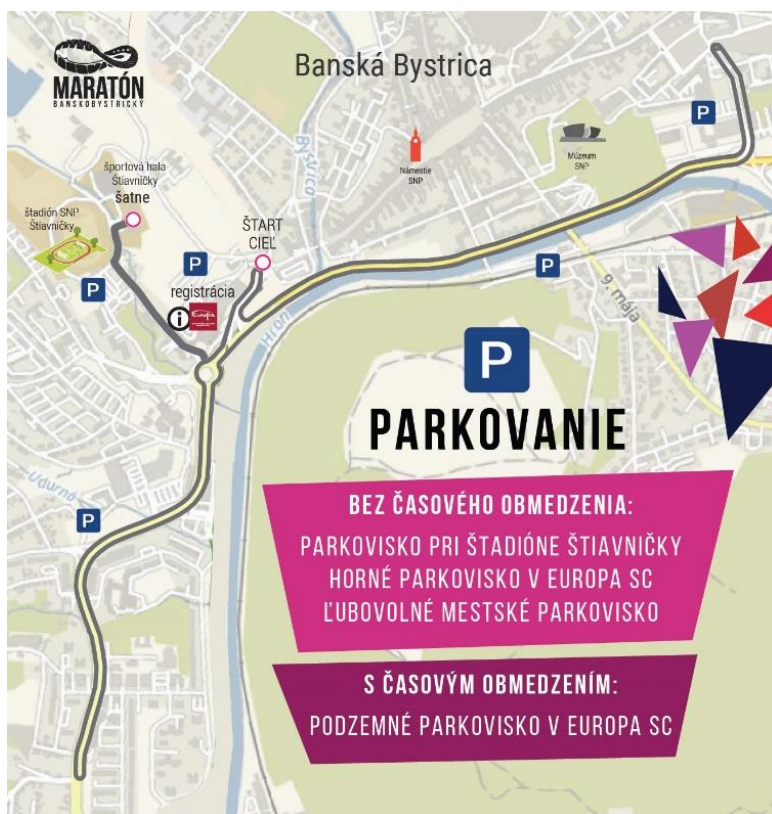 MARATÓN
BANSKOBYSTRICKÝ
Banská Bystrica
P
Bystrica
Námestie
SNP
Múzeum
SNP
športová hala
Štiavničky
šatne
štadión SNP
Štiavničky
ŠTART
CIEĽ
P
P
registrácia
i
Európa
Hron
P
9. mája
P
PARKOVANIE
Udurná
P
BEZ ČASOVÉHO OBMEDZENIA:
PARKOVISKO PRI ŠTADIÓNE ŠTIAVNIČKY
HORNÉ PARKOVISKO V EUROPA SC
ĽUBOVOLNÉ MESTSKÉ PARKOVISKO
S ČASOVÝM OBMEDZENÍM:
PODZEMNÉ PARKOVISKO V EUROPA SC